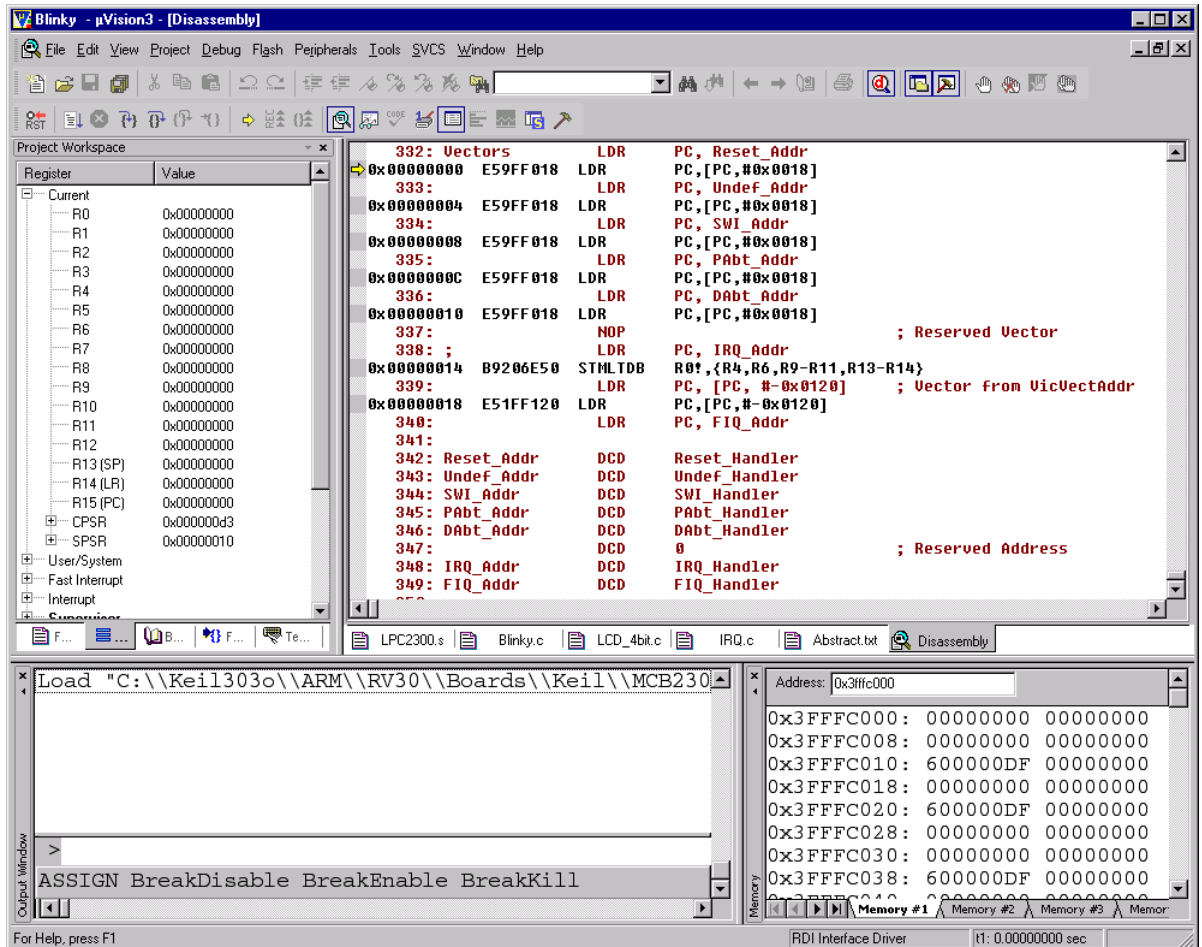 Blinky - µVision3 - [Disassembly]
File Edit View Project Debug Flash Peripherals Tools SVCS Window Help
RST CODE
Project Workspace
Register Value
Current
R0 0x00000000
R1 0x00000000
R2 0x00000000
R3 0x00000000
R4 0x00000000
R5 0x00000000
R6 0x00000000
R7 0x00000000
R8 0x00000000
R9 0x00000000
R10 0x00000000
R11 0x00000000
R12 0x00000000
R13 (SP) 0x00000000
R14 (LR) 0x00000000
R15 (PC) 0x00000000
CPSR 0x000000d3
SPSR 0x00000010
User/System
Fast Interrupt
Interrupt
Supervisor
F... ... B... F... Te...
332: Vectors LDR PC, Reset_Addr
0x00000000 E59FF018 LDR PC,[PC,#0x0018]
333: LDR PC, Undef_Addr
0x00000004 E59FF018 LDR PC,[PC,#0x0018]
334: LDR PC, SWI_Addr
0x00000008 E59FF018 LDR PC,[PC,#0x0018]
335: LDR PC, PAbt_Addr
0x0000000C E59FF018 LDR PC,[PC,#0x0018]
336: LDR PC, DAbt_Addr
0x00000010 E59FF018 LDR PC,[PC,#0x0018]
337: NOP ; Reserved Vector
338: ; LDR PC, IRQ_Addr
0x00000014 B9206E50 STMLTDB R0!,{R4,R6,R9-R11,R13-R14}
339: LDR PC, [PC, #-0x0120] ; Vector from VicVectAddr
0x00000018 E51FF120 LDR PC,[PC,#-0x0120]
340: LDR PC, FIQ_Addr
341:
342: Reset_Addr DCD Reset_Handler
343: Undef_Addr DCD Undef_Handler
344: SWI_Addr DCD SWI_Handler
345: PAbt_Addr DCD PAbt_Handler
346: DAbt_Addr DCD DAbt_Handler
347: DCD 0 ; Reserved Address
348: IRQ_Addr DCD IRQ_Handler
349: FIQ_Addr DCD FIQ_Handler
LPC2300.s Blinky.c LCD_4bit.c IRQ.c Abstract.txt Disassembly
Load "C:\\Keil303o\\ARM\\RV30\\Boards\\Keil\\MCB230
>
ASSIGN BreakDisable BreakEnable BreakKill
Output Window
Address: 0x3fffc000
0x3FFFC000: 00000000 00000000
0x3FFFC008: 00000000 00000000
0x3FFFC010: 600000DF 00000000
0x3FFFC018: 00000000 00000000
0x3FFFC020: 600000DF 00000000
0x3FFFC028: 00000000 00000000
0x3FFFC030: 00000000 00000000
0x3FFFC038: 600000DF 00000000
Memory #1 Memory #2 Memory #3 Memor
Memory
For Help, press F1 RDI Interface Driver t1: 0.00000000 sec